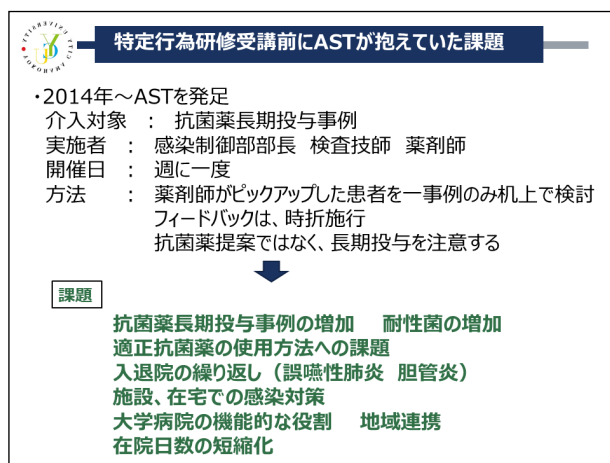 特定行為研修受講前にASTが抱えていた課題
・2014年～ASTを発足
介入対象 ： 抗菌薬長期投与事例
実施者 ： 感染制御部部長 検査技師 薬剤師
開催日 ： 週に一度
方法 ： 薬剤師がピックアップした患者を一事例のみ机上で検討
フィードバックは、時折施行
抗菌薬提案ではなく、長期投与を注意する
課題
抗菌薬長期投与事例の増加 耐性菌の増加
適正抗菌薬の使用方法への課題
入退院の繰り返し（誤嚥性肺炎 胆管炎）
施設、在宅での感染対策
大学病院の機能的な役割 地域連携
在院日数の短縮化